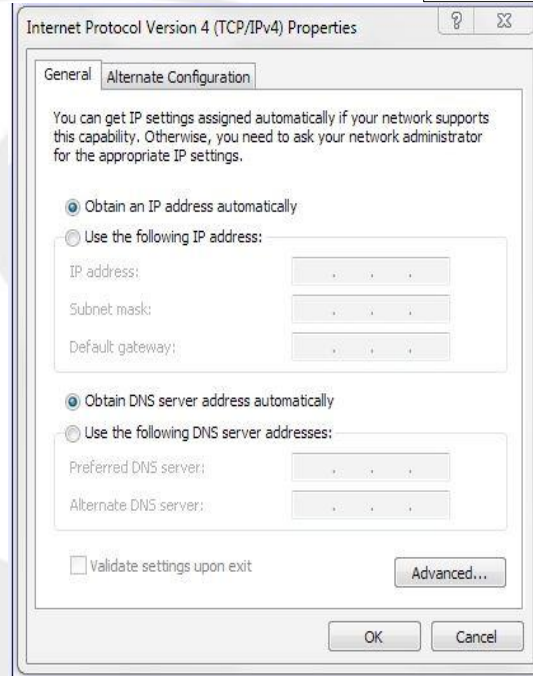 Internet Protocol Version 4 (TCP/IPv4) Properties
General
Alternate Configuration
You can get IP settings assigned automatically if your network supports
this capability. Otherwise, you need to ask your network administrator
for the appropriate IP settings.
Obtain an IP address automatically
Use the following IP address:
IP address:
Subnet mask:
Default gateway:
Obtain DNS server address automatically
Use the following DNS server addresses:
Preferred DNS server:
Alternate DNS server:
Validate settings upon exit
Advanced...
OK
Cancel